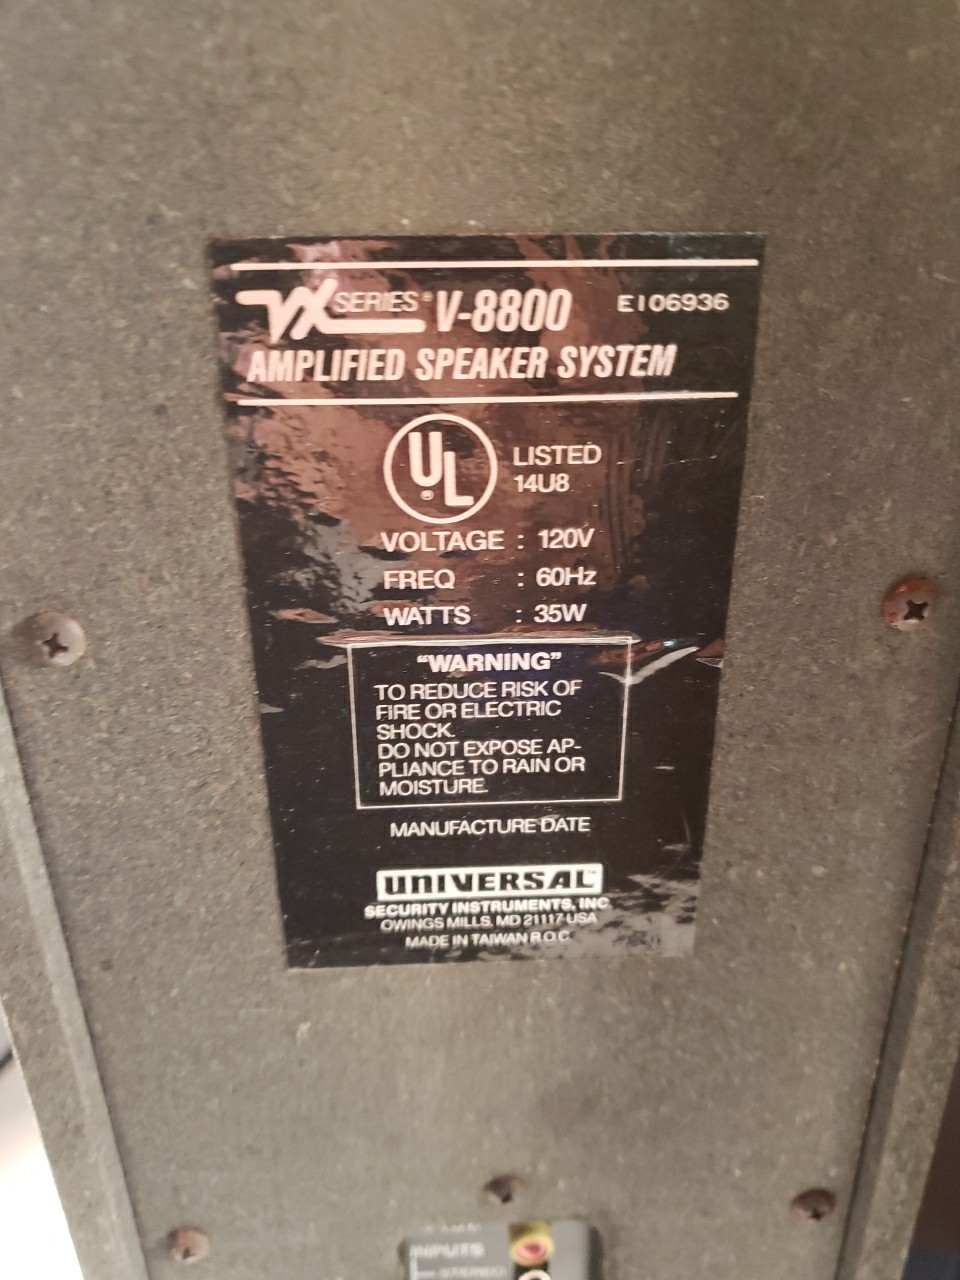 VX SERIES® V-8800 E106936
AMPLIFIED SPEAKER SYSTEM
UL® LISTED
14U8
VOLTAGE : 120V
FREQ : 60Hz
WATTS : 35W
"WARNING"
TO REDUCE RISK OF
FIRE OR ELECTRIC
SHOCK.
DO NOT EXPOSE AP-
PLIANCE TO RAIN OR
MOISTURE.
MANUFACTURE DATE
UNIVERSAL™
SECURITY INSTRUMENTS, INC
OWINGS MILLS, MD 21117 USA
MADE IN TAIWAN R.O.C.
INPUTS